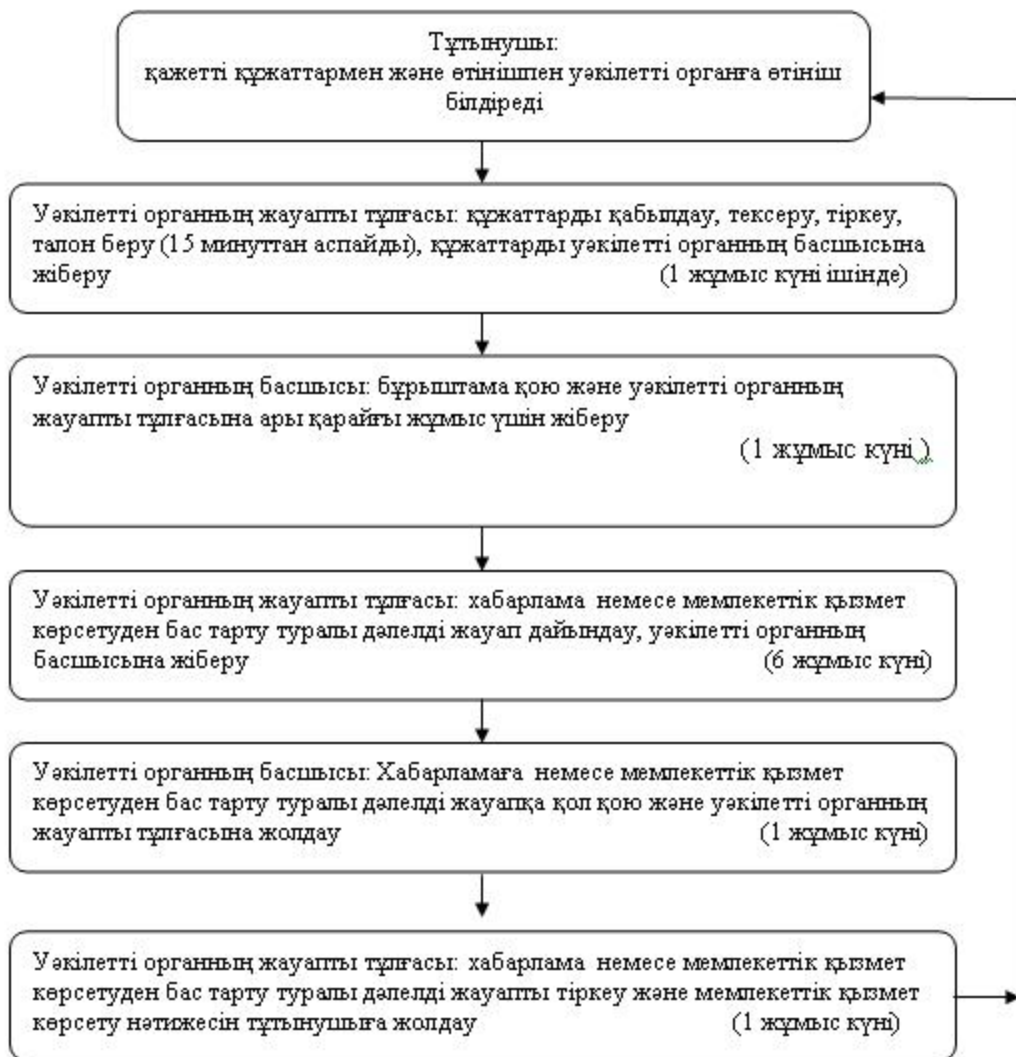 Тұтынушы:
қажетті құжаттармен және өтінішпен уәкілетті органға өтініш
білдіреді
Уәкілетті органның жауапты тұлғасы: құжаттарды қабылдау, тексеру, тіркеу,
талон беру (15 минуттан аспайды), құжаттарды уәкілетті органның басшысына
жіберу (1 жұмыс күні ішінде)
Уәкілетті органның басшысы: бұрыштама қою және уәкілетті органның
жауапты тұлғасына ары қарайғы жұмыс үшін жіберу
(1 жұмыс күні )
Уәкілетті органның жауапты тұлғасы: хабарлама немесе мемлекеттік қызмет
көрсетуден бас тарту туралы дәлелді жауап дайындау, уәкілетті органның
басшысына жіберу (6 жұмыс күні)
Уәкілетті органның басшысы: Хабарламаға немесе мемлекеттік қызмет
көрсетуден бас тарту туралы дәлелді жауапқа қол қою және уәкілетті органның
жауапты тұлғасына жолдау (1 жұмыс күні)
Уәкілетті органның жауапты тұлғасы: хабарлама немесе мемлекеттік қызмет
көрсетуден бас тарту туралы дәлелді жауапты тіркеу және мемлекеттік қызмет
көрсету нәтижесін тұтынушыға жолдау (1 жұмыс күні)